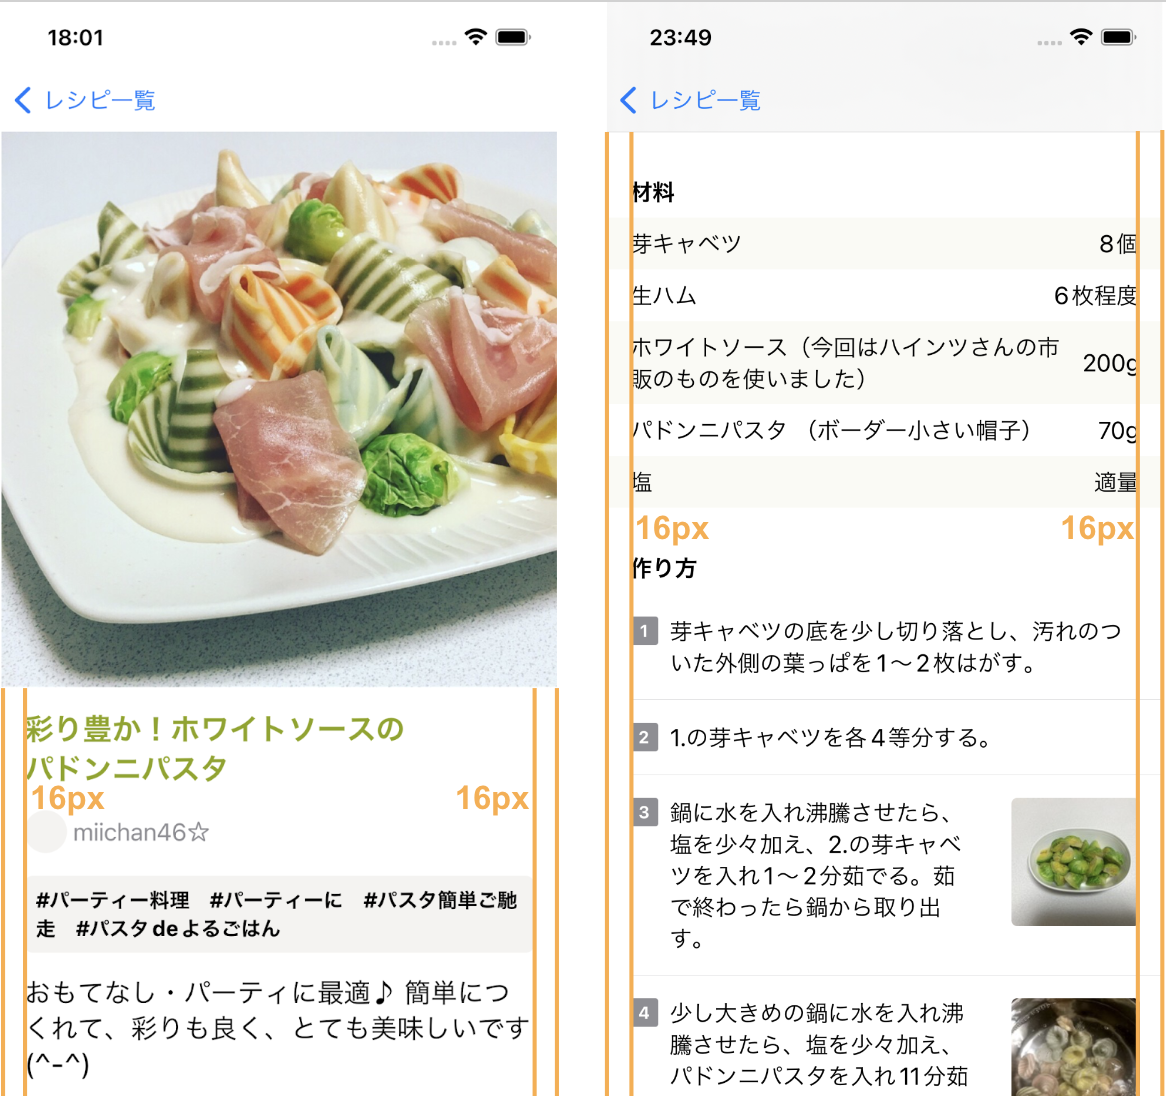 18:01
レシピ一覧
彩り豊か！ホワイトソースの
パドンニパスタ
16px
16px
miichan46☆
#パーティー料理　#パーティーに　#パスタ簡単ご馳
走　#パスタdeよるごはん
おもてなし・パーティに最適♪ 簡単につ
くれて、彩りも良く、とても美味しいです
(^-^)
23:49
レシピ一覧
材料
芽キャベツ 8個
生ハム 6枚程度
ホワイトソース（今回はハインツさんの市
販のものを使いました） 200g
パドンニパスタ （ボーダー小さい帽子） 70g
塩 適量
16px
16px
作り方
1 芽キャベツの底を少し切り落とし、汚れのつ
いた外側の葉っぱを1〜2枚はがす。
2 1.の芽キャベツを各4等分する。
3 鍋に水を入れ沸騰させたら、
塩を少々加え、2.の芽キャベ
ツを入れ1〜2分茹でる。茹
で終わったら鍋から取り出
す。
4 少し大きめの鍋に水を入れ沸
騰させたら、塩を少々加え、
パドンニパスタを入れ11分茹